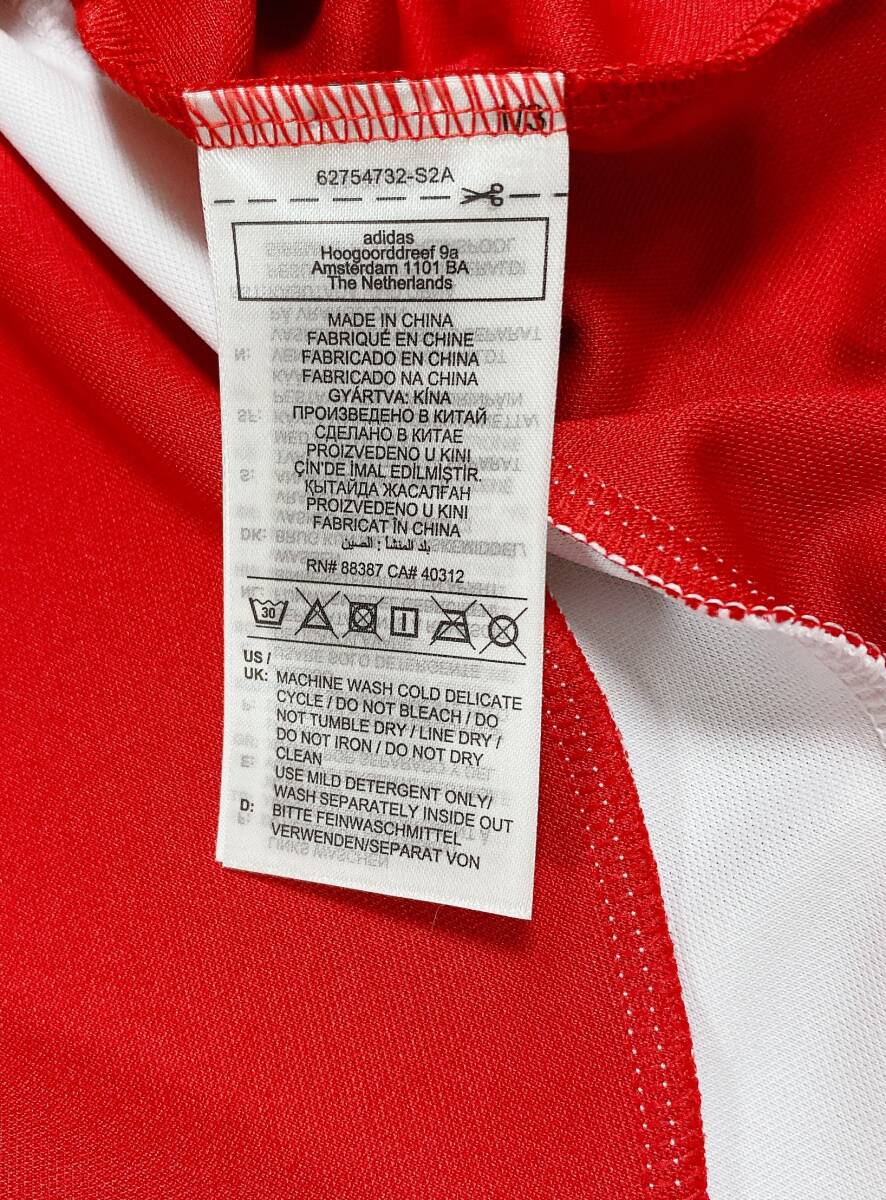 1/3
62754732-S2A
adidas
Hoogoorddreef 9a
Amsterdam 1101 BA
The Netherlands
MADE IN CHINA
FABRIQUÉ EN CHINE
FABRICADO EN CHINA
FABRICADO NA CHINA
GYÁRTVA: KÍNA
ПРОИЗВЕДЕНО В КИТАЙ
СДЕЛАНО В КИТАЕ
PROIZVEDENO U KINI
ÇİN'DE İMAL EDİLMİŞTİR.
ҚЫТАЙДА ЖАСАЛҒАН
PROIZVEDENO U KINI
FABRICAT ÎN CHINA
بلد المنشأ : الصين
RN# 88387 CA# 40312
30
US /
UK: MACHINE WASH COLD DELICATE
CYCLE / DO NOT BLEACH / DO
NOT TUMBLE DRY / LINE DRY /
DO NOT IRON / DO NOT DRY
CLEAN
USE MILD DETERGENT ONLY/
WASH SEPARATELY INSIDE OUT
D: BITTE FEINWASCHMITTEL
VERWENDEN/SEPARAT VON